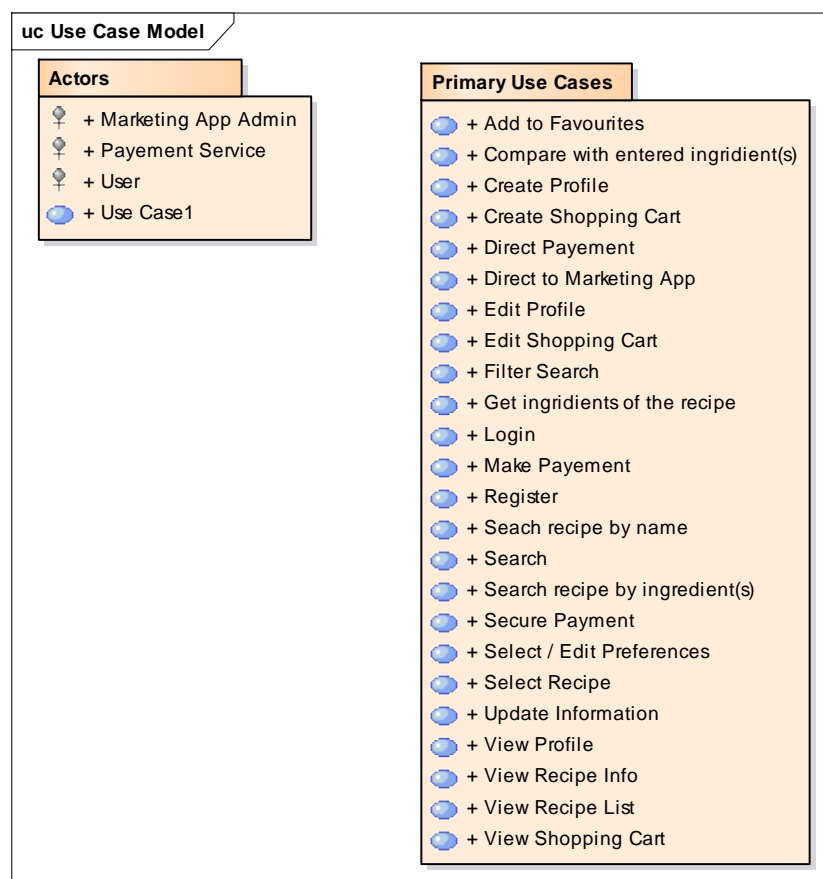 uc Use Case Model
Actors
+ Marketing App Admin
+ Payement Service
+ User
+ Use Case1
Primary Use Cases
+ Add to Favourites
+ Compare with entered ingridient(s)
+ Create Profile
+ Create Shopping Cart
+ Direct Payement
+ Direct to Marketing App
+ Edit Profile
+ Edit Shopping Cart
+ Filter Search
+ Get ingridients of the recipe
+ Login
+ Make Payement
+ Register
+ Seach recipe by name
+ Search
+ Search recipe by ingredient(s)
+ Secure Payment
+ Select / Edit Preferences
+ Select Recipe
+ Update Information
+ View Profile
+ View Recipe Info
+ View Recipe List
+ View Shopping Cart